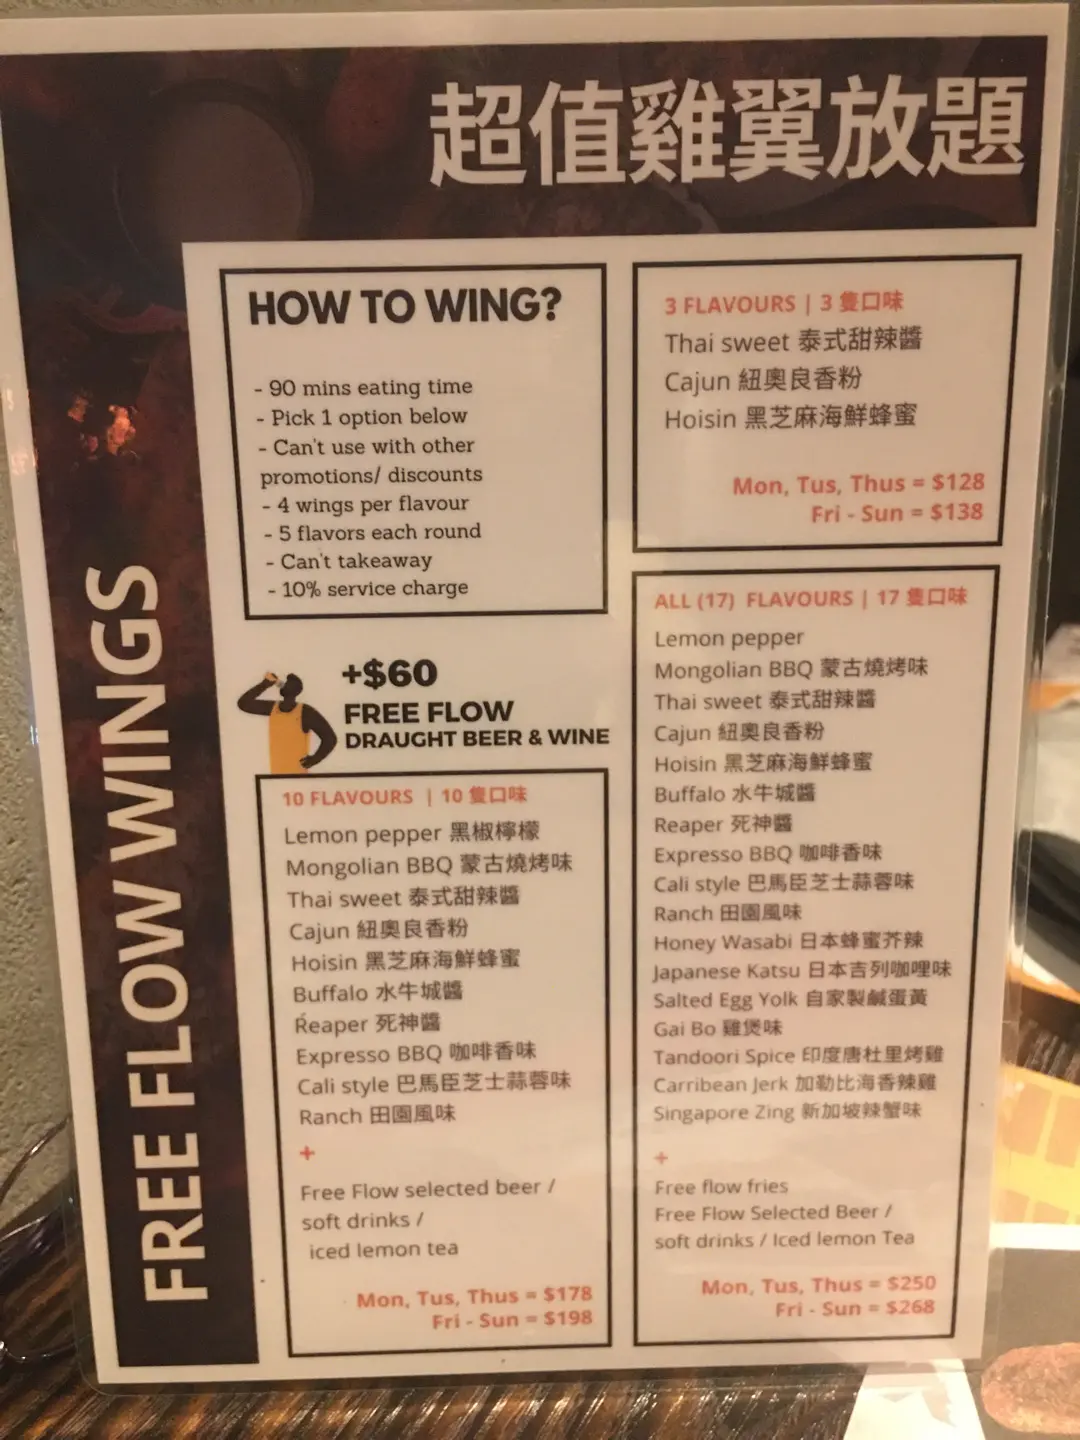 超值雞翼放題
FREE FLOW WINGS
HOW TO WING?
- 90 mins eating time
- Pick 1 option below
- Can't use with other
promotions/ discounts
- 4 wings per flavour
- 5 flavors each round
- Can't takeaway
- 10% service charge
+$60
FREE FLOW
DRAUGHT BEER & WINE
10 FLAVOURS | 10 隻口味
Lemon pepper 黑椒檸檬
Mongolian BBQ 蒙古燒烤味
Thai sweet 泰式甜辣醬
Cajun 紐奧良香粉
Hoisin 黑芝麻海鮮蜂蜜
Buffalo 水牛城醬
Reaper 死神醬
Expresso BBQ 咖啡香味
Cali style 巴馬臣芝士蒜蓉味
Ranch 田園風味
+
Free Flow selected beer /
soft drinks /
iced lemon tea
Mon, Tus, Thus = $178
Fri - Sun = $198
3 FLAVOURS | 3 隻口味
Thai sweet 泰式甜辣醬
Cajun 紐奧良香粉
Hoisin 黑芝麻海鮮蜂蜜
Mon, Tus, Thus = $128
Fri - Sun = $138
ALL (17) FLAVOURS | 17 隻口味
Lemon pepper
Mongolian BBQ 蒙古燒烤味
Thai sweet 泰式甜辣醬
Cajun 紐奧良香粉
Hoisin 黑芝麻海鮮蜂蜜
Buffalo 水牛城醬
Reaper 死神醬
Expresso BBQ 咖啡香味
Cali style 巴馬臣芝士蒜蓉味
Ranch 田園風味
Honey Wasabi 日本蜂蜜芥辣
Japanese Katsu 日本吉列咖喱味
Salted Egg Yolk 自家製鹹蛋黃
Gai Bo 雞煲味
Tandoori Spice 印度唐杜里烤雞
Carribean Jerk 加勒比海香辣雞
Singapore Zing 新加坡辣蟹味
+
Free flow fries
Free Flow Selected Beer /
soft drinks / Iced lemon Tea
Mon, Tus, Thus = $250
Fri - Sun = $268